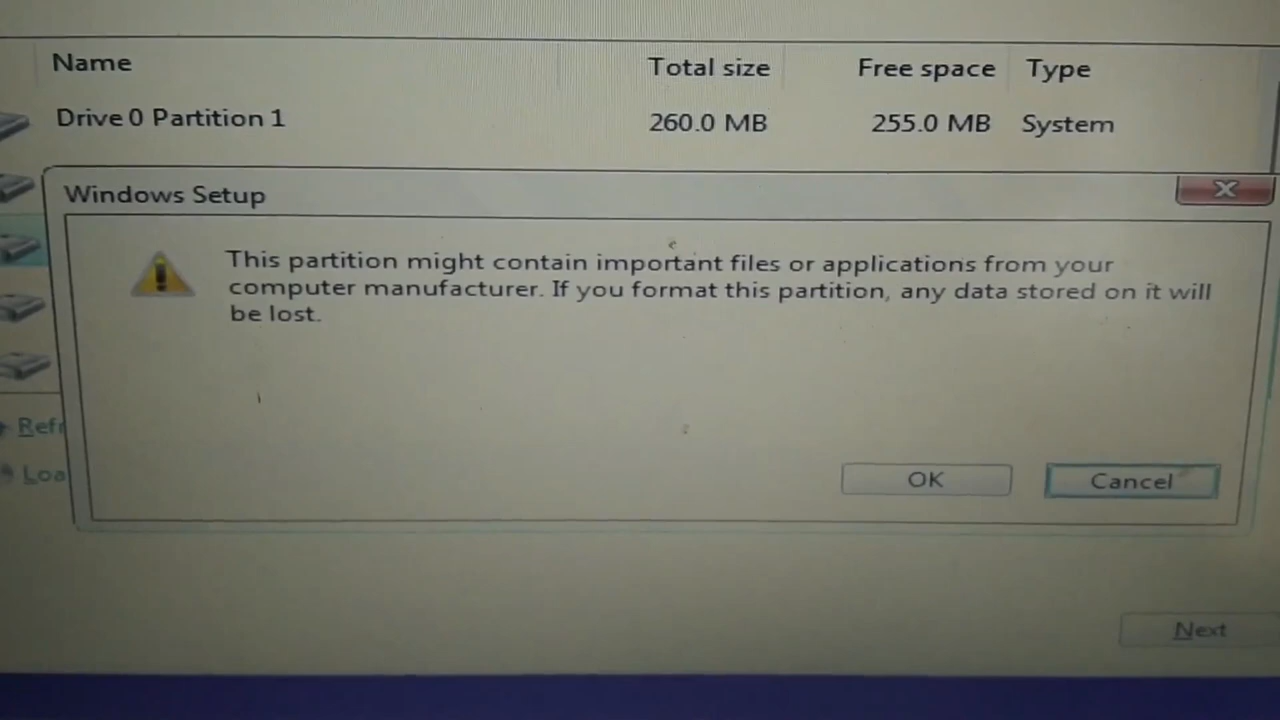 Name Total size Free space Type
Drive 0 Partition 1 260.0 MB 255.0 MB System
Windows Setup
This partition might contain important files or applications from your
computer manufacturer. If you format this partition, any data stored on it will
be lost.
Refr
Loa
OK Cancel
Next